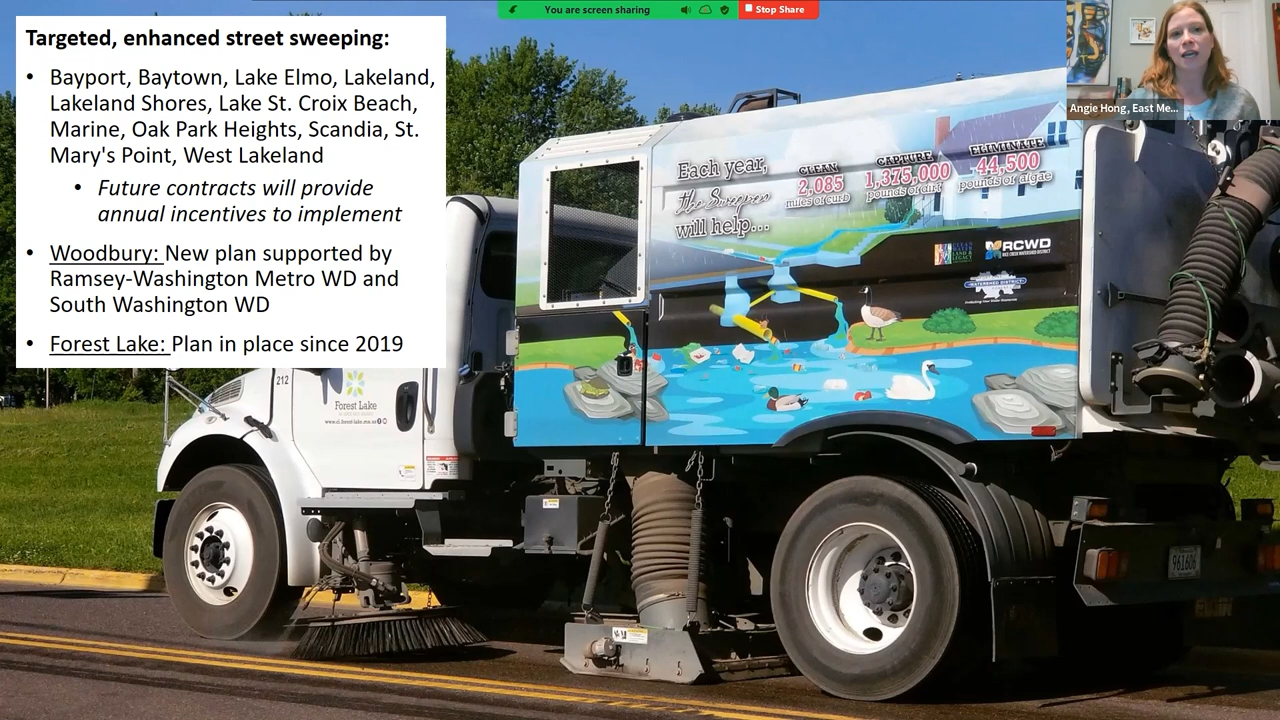 You are screen sharing
Stop Share
Targeted, enhanced street sweeping:
• Bayport, Baytown, Lake Elmo, Lakeland,
Lakeland Shores, Lake St. Croix Beach,
Marine, Oak Park Heights, Scandia, St.
Mary's Point, West Lakeland
• Future contracts will provide
annual incentives to implement
• Woodbury: New plan supported by
Ramsey-Washington Metro WD and
South Washington WD
• Forest Lake: Plan in place since 2019
Angie Hong, East Me...
Each year,
the Sweeper
will help...
CLEAN
2,085
miles of curb
CAPTURE
1,375,000
pounds of dirt
ELIMINATE
44,500
pounds of algae
RCWD
WATERSHED DISTRICT
212
Forest Lake
961606